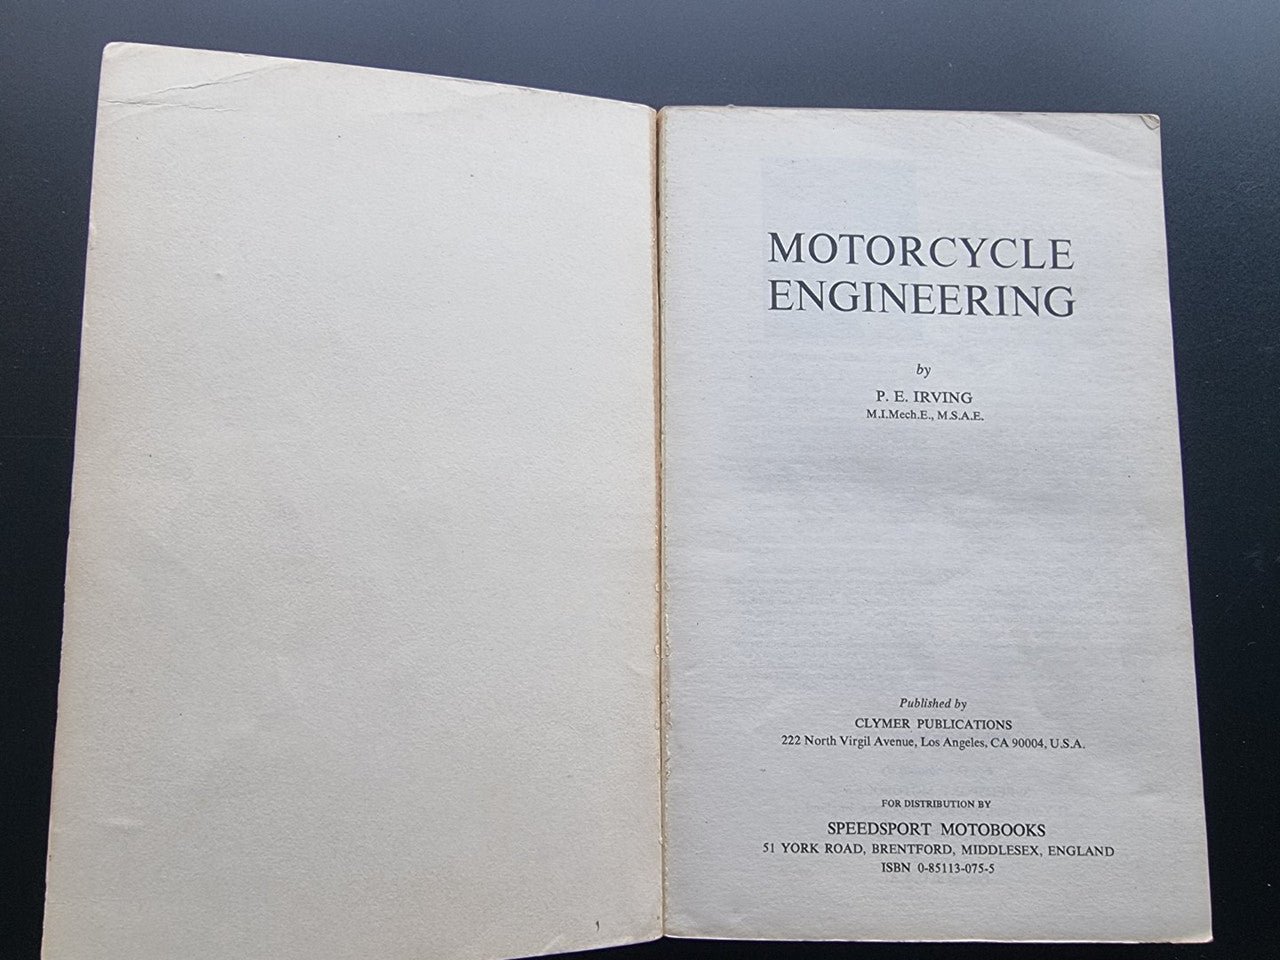 MOTORCYCLE
ENGINEERING
by
P. E. IRVING
M.I.Mech.E., M.S.A.E.
Published by
CLYMER PUBLICATIONS
222 North Virgil Avenue, Los Angeles, CA 90004, U.S.A.
FOR DISTRIBUTION BY
SPEEDSPORT MOTOBOOKS
51 YORK ROAD, BRENTFORD, MIDDLESEX, ENGLAND
ISBN 0-85113-075-5